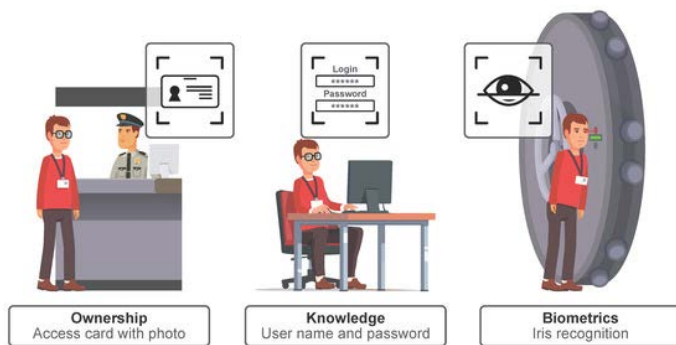 Login
******
Password
******
Ownership
Access card with photo
Knowledge
User name and password
Biometrics
Iris recognition